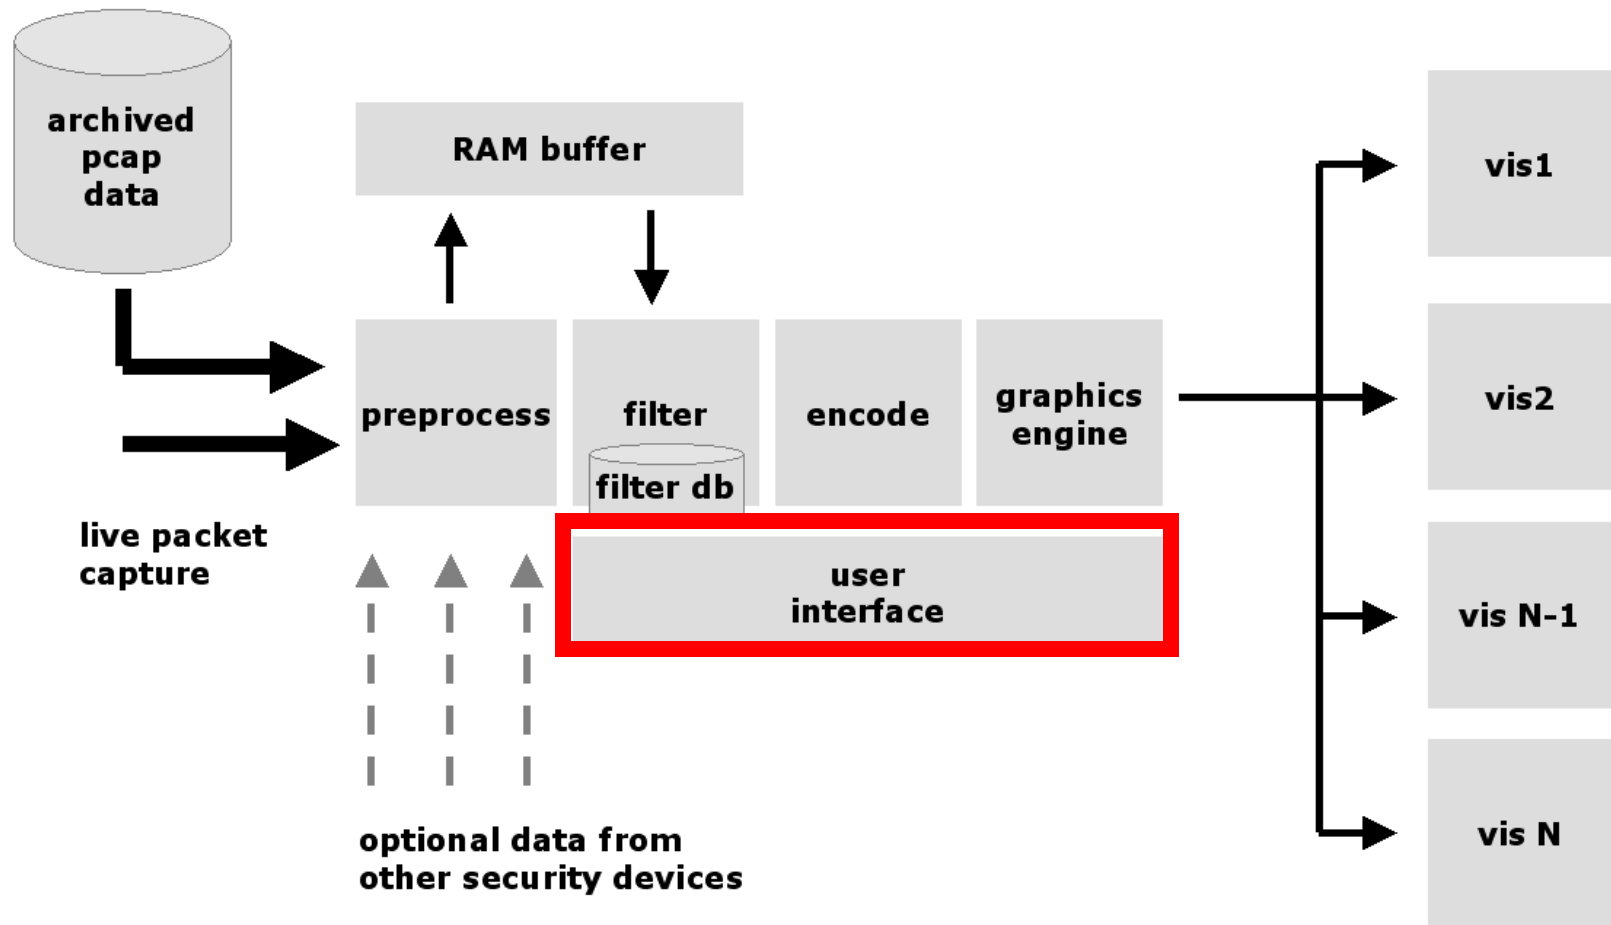 archived
pcap
data
RAM buffer
vis1
preprocess
filter
filter db
encode
graphics
engine
vis2
live packet
capture
user
interface
vis N-1
optional data from
other security devices
vis N